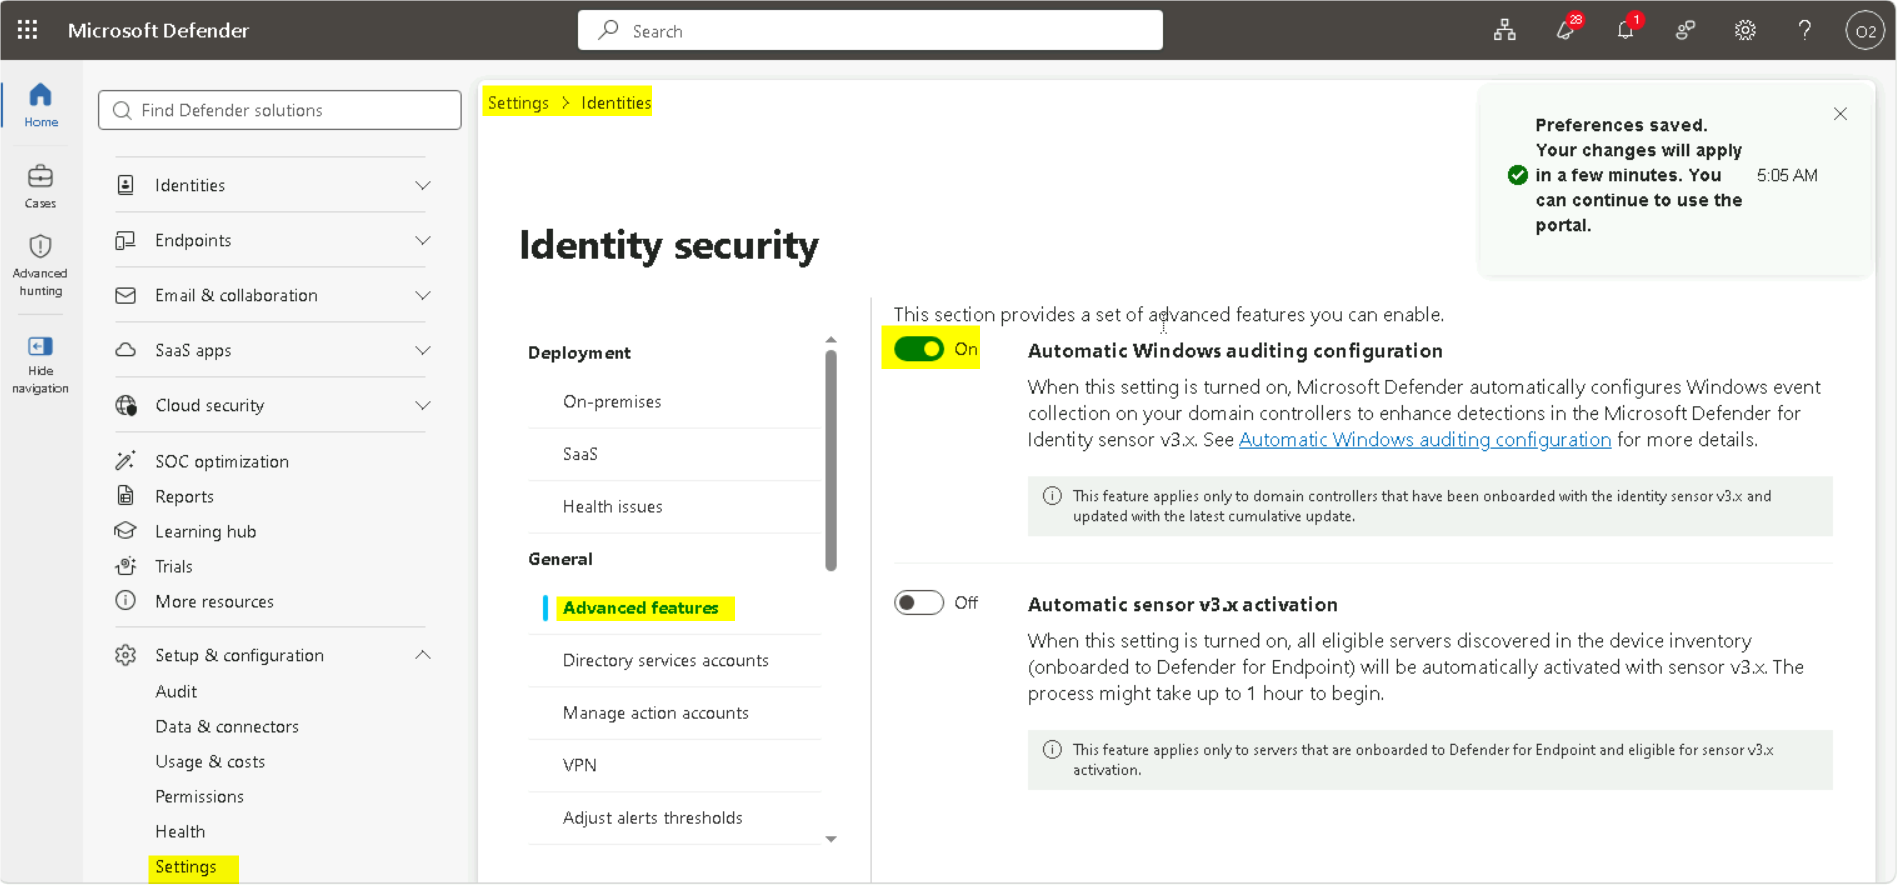 Microsoft Defender
Search
28
1
O2
Home
Cases
Advanced
hunting
Hide
navigation
Find Defender solutions
Identities
Endpoints
Email & collaboration
SaaS apps
Cloud security
SOC optimization
Reports
Learning hub
Trials
More resources
Setup & configuration
Audit
Data & connectors
Usage & costs
Permissions
Health
Settings
Settings > Identities
Preferences saved.
Your changes will apply
in a few minutes. You
can continue to use the
portal.
5:05 AM
Identity security
Deployment
On-premises
SaaS
Health issues
General
Advanced features
Directory services accounts
Manage action accounts
VPN
Adjust alerts thresholds
This section provides a set of advanced features you can enable.
On
Automatic Windows auditing configuration
When this setting is turned on, Microsoft Defender automatically configures Windows event
collection on your domain controllers to enhance detections in the Microsoft Defender for
Identity sensor v3.x. See Automatic Windows auditing configuration for more details.
This feature applies only to domain controllers that have been onboarded with the identity sensor v3.x and
updated with the latest cumulative update.
Off
Automatic sensor v3.x activation
When this setting is turned on, all eligible servers discovered in the device inventory
(onboarded to Defender for Endpoint) will be automatically activated with sensor v3.x. The
process might take up to 1 hour to begin.
This feature applies only to servers that are onboarded to Defender for Endpoint and eligible for sensor v3.x
activation.